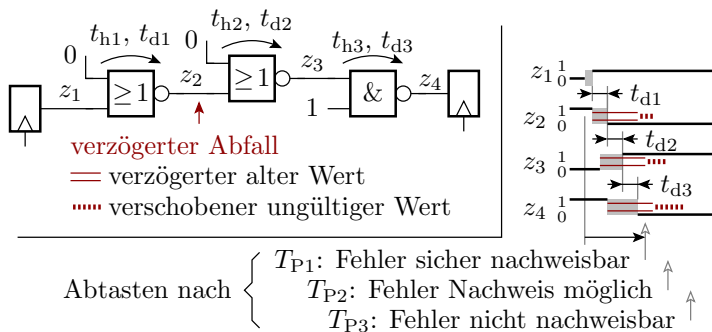 t_h1, t_d1
t_h2, t_d2
t_h3, t_d3
0
0
z_1
≥1
z_2
≥1
z_3
1
&
z_4
verzögerter Abfall
verzögerter alter Wert
verschobener ungültiger Wert
z_1 1 0
t_d1
z_2 1 0
t_d2
z_3 1 0
t_d3
z_4 1 0
Abtasten nach
T_P1: Fehler sicher nachweisbar
T_P2: Fehler Nachweis möglich
T_P3: Fehler nicht nachweisbar